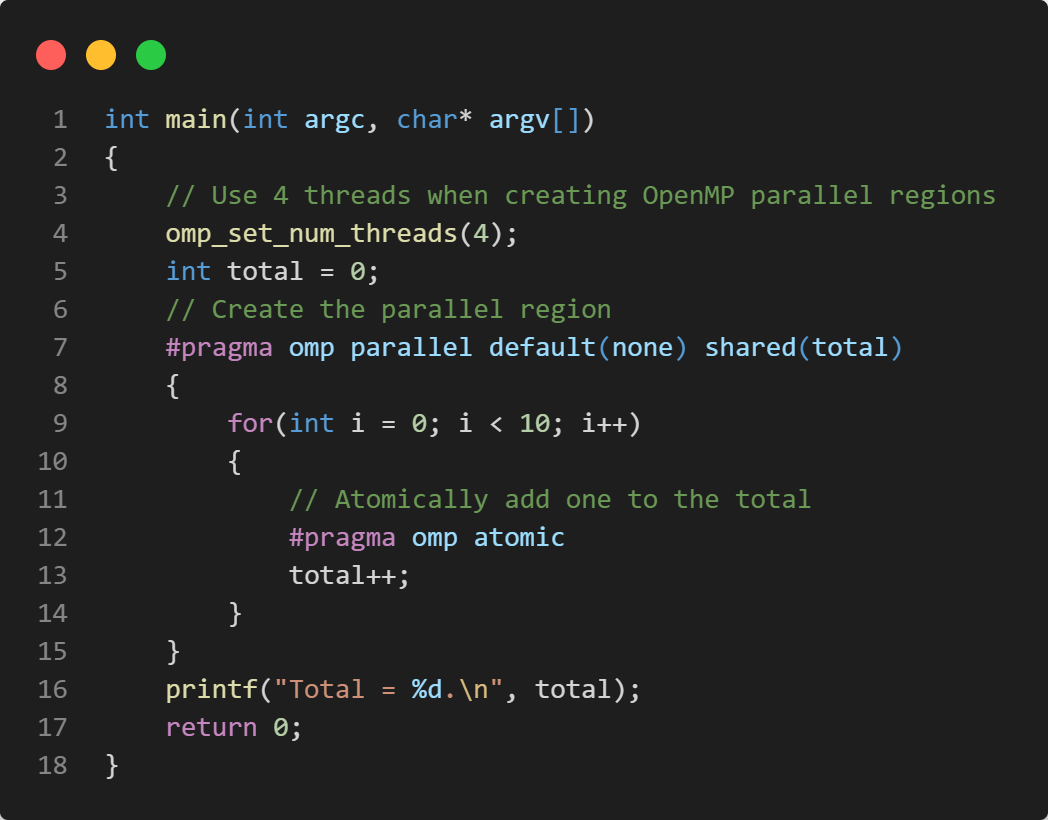 1 int main(int argc, char* argv[])
2 {
3     // Use 4 threads when creating OpenMP parallel regions
4     omp_set_num_threads(4);
5     int total = 0;
6     // Create the parallel region
7     #pragma omp parallel default(none) shared(total)
8     {
9         for(int i = 0; i < 10; i++)
10         {
11             // Atomically add one to the total
12             #pragma omp atomic
13             total++;
14         }
15     }
16     printf("Total = %d.\n", total);
17     return 0;
18 }